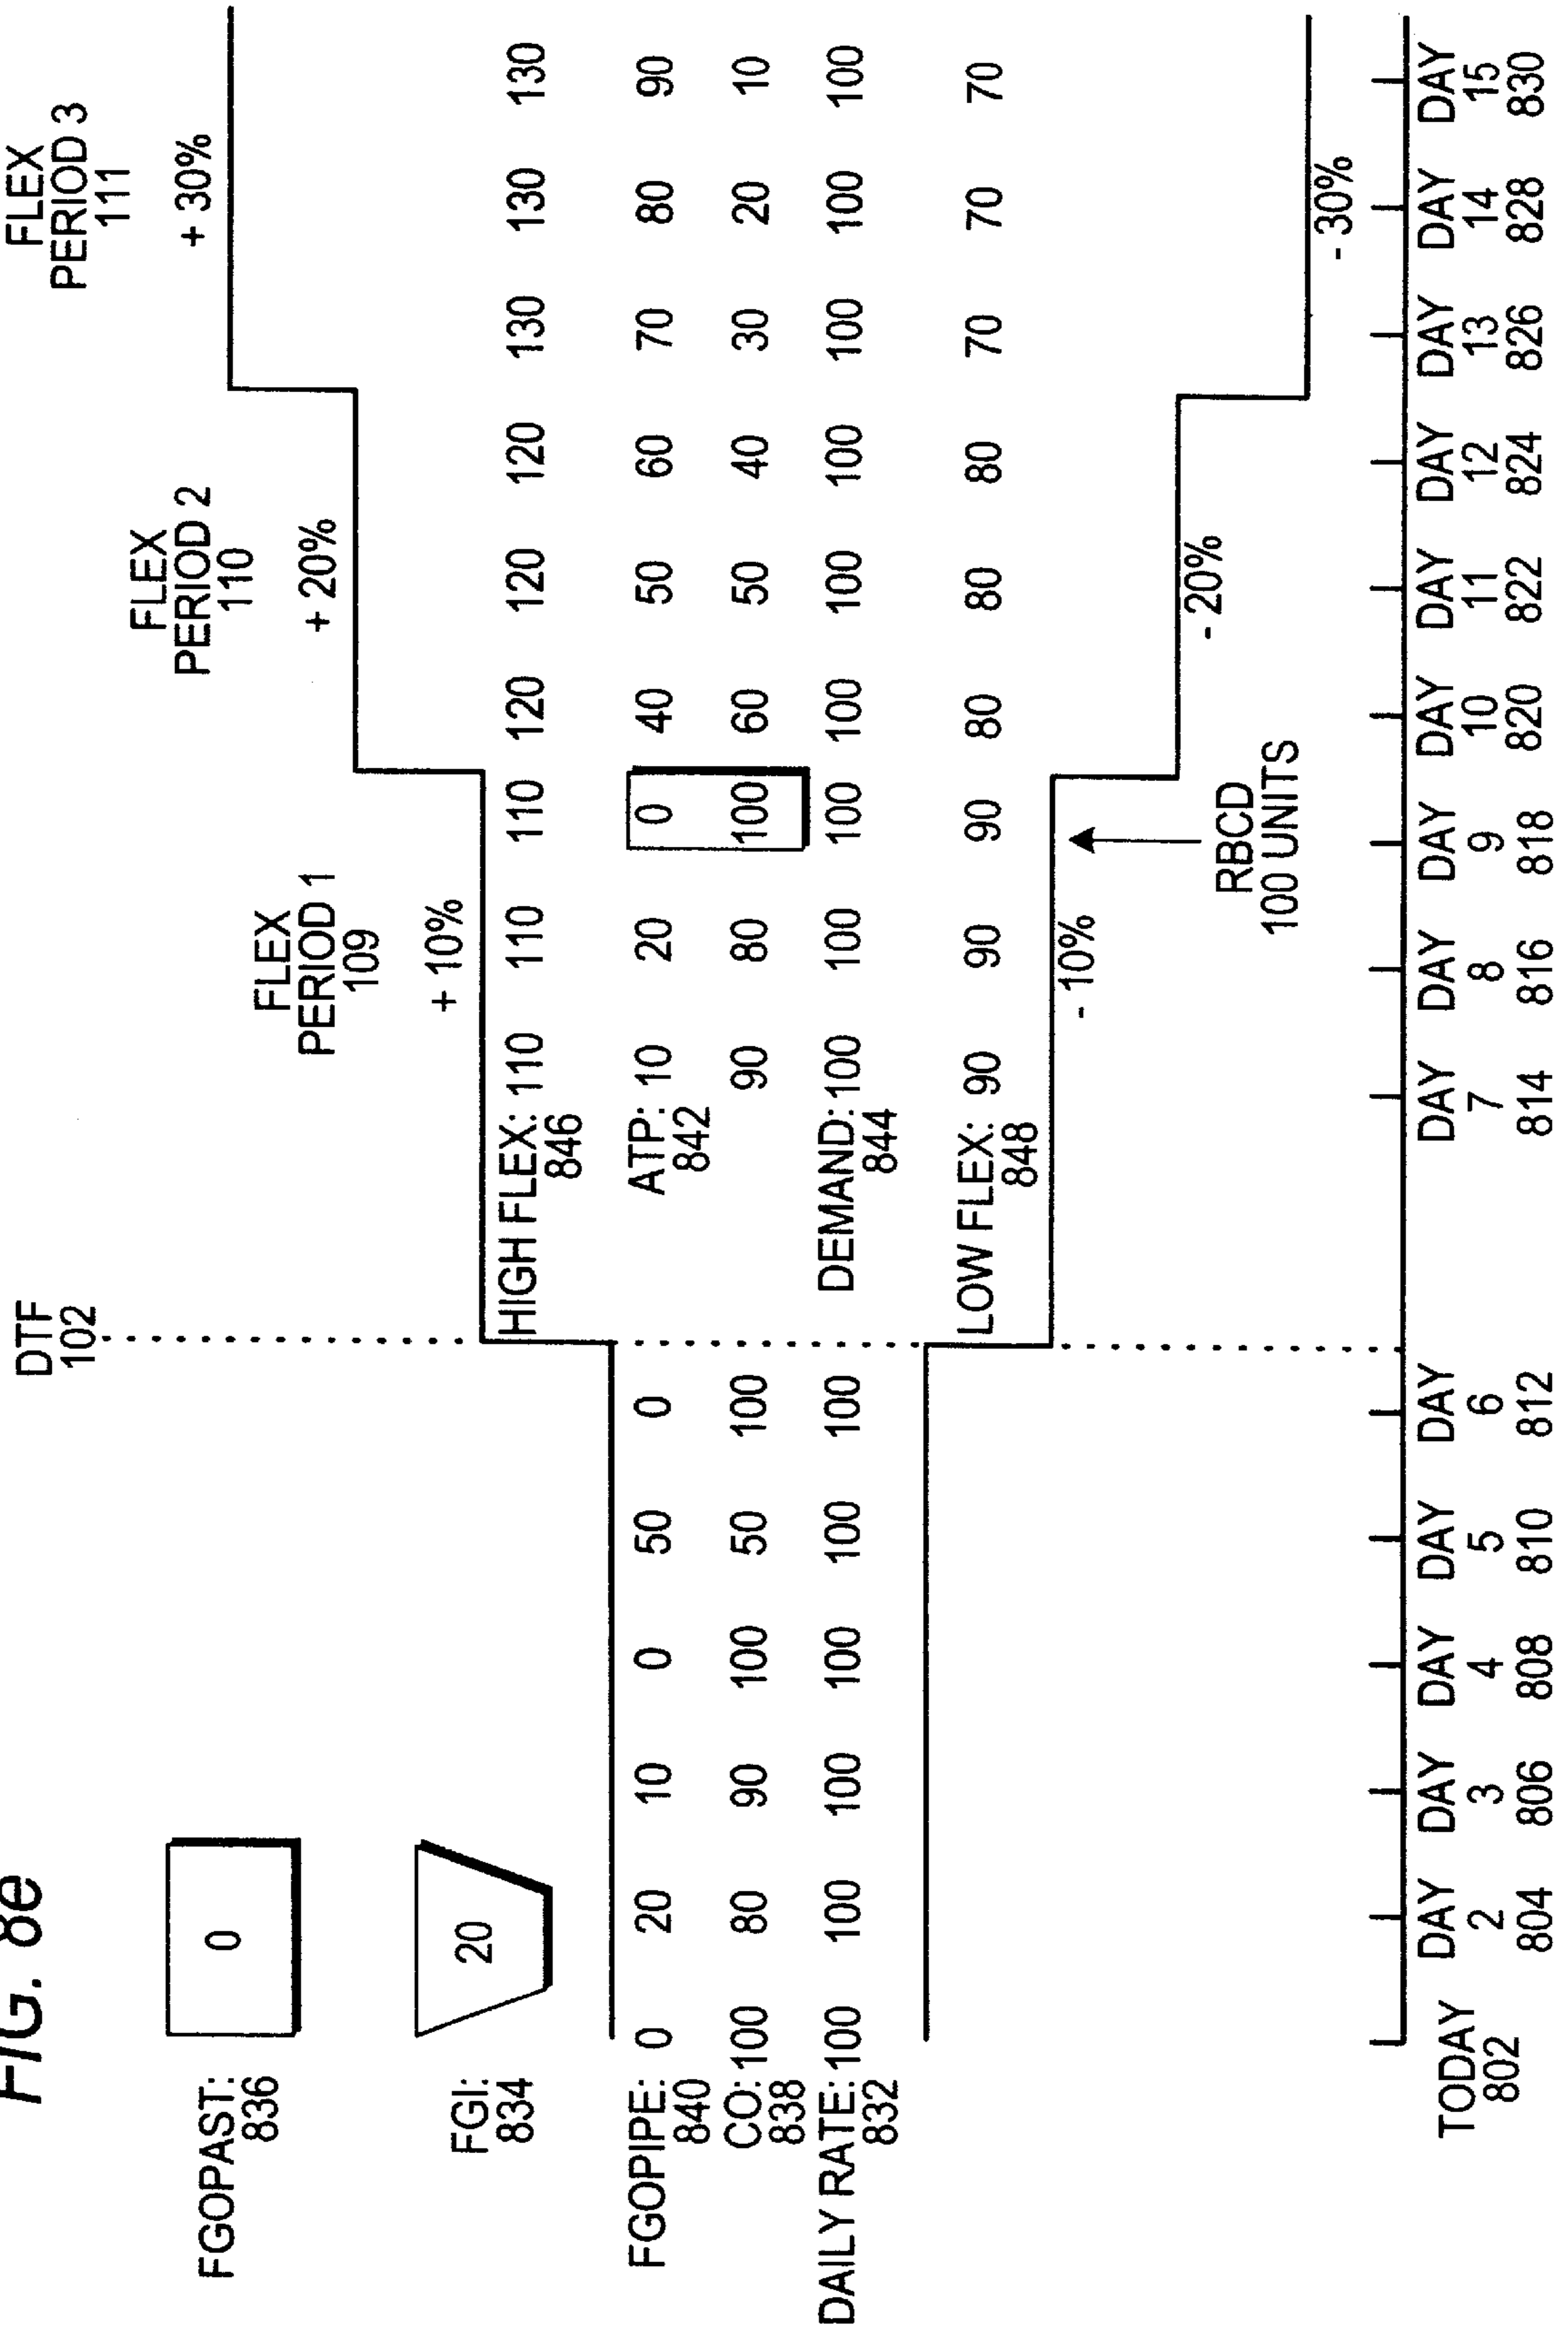 FIG. 8e
DTF
102
FLEX
PERIOD 1
109
+ 10%
FLEX
PERIOD 2
110
+ 20%
FLEX
PERIOD 3
111
+ 30%
FGOPAST:
836
0
FGI:
834
20
HIGH FLEX: 110 110 110 120 120 120 130 130 130
846
FGOPIPE: 0 20 10 0 50 0
840
ATP: 10 20 0 40 50 60 70 80 90
842
CO: 100 80 90 100 50 100 90 80 100 60 50 40 30 20 10
838
DAILY RATE: 100 100 100 100 100 100
832
DEMAND: 100 100 100 100 100 100 100 100 100
844
LOW FLEX: 90 90 90 80 80 80 70 70 70
848
- 10%
- 20%
- 30%
RBCD
100 UNITS
TODAY
802
DAY
2
804
DAY
3
806
DAY
4
808
DAY
5
810
DAY
6
812
DAY
7
814
DAY
8
816
DAY
9
818
DAY
10
820
DAY
11
822
DAY
12
824
DAY
13
826
DAY
14
828
DAY
15
830